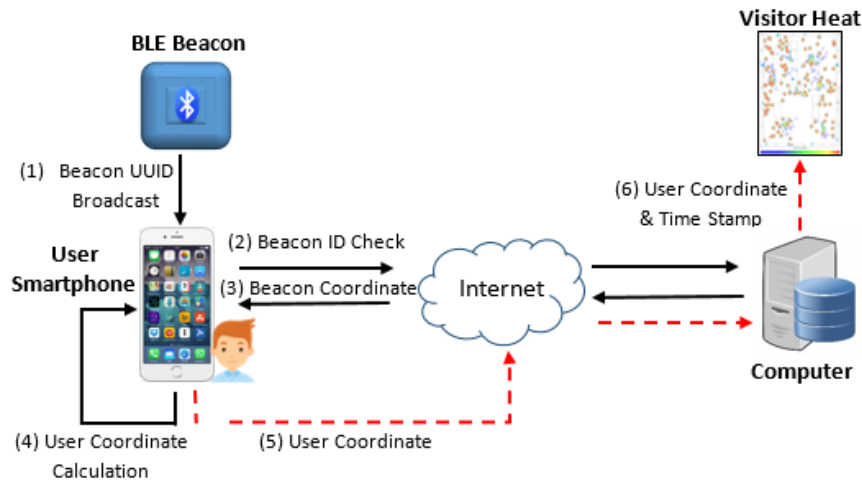 Visitor Heat
BLE Beacon
(1) Beacon UUID
Broadcast
(6) User Coordinate
& Time Stamp
User
Smartphone
(2) Beacon ID Check
(3) Beacon Coordinate
Internet
Computer
(4) User Coordinate
Calculation
(5) User Coordinate